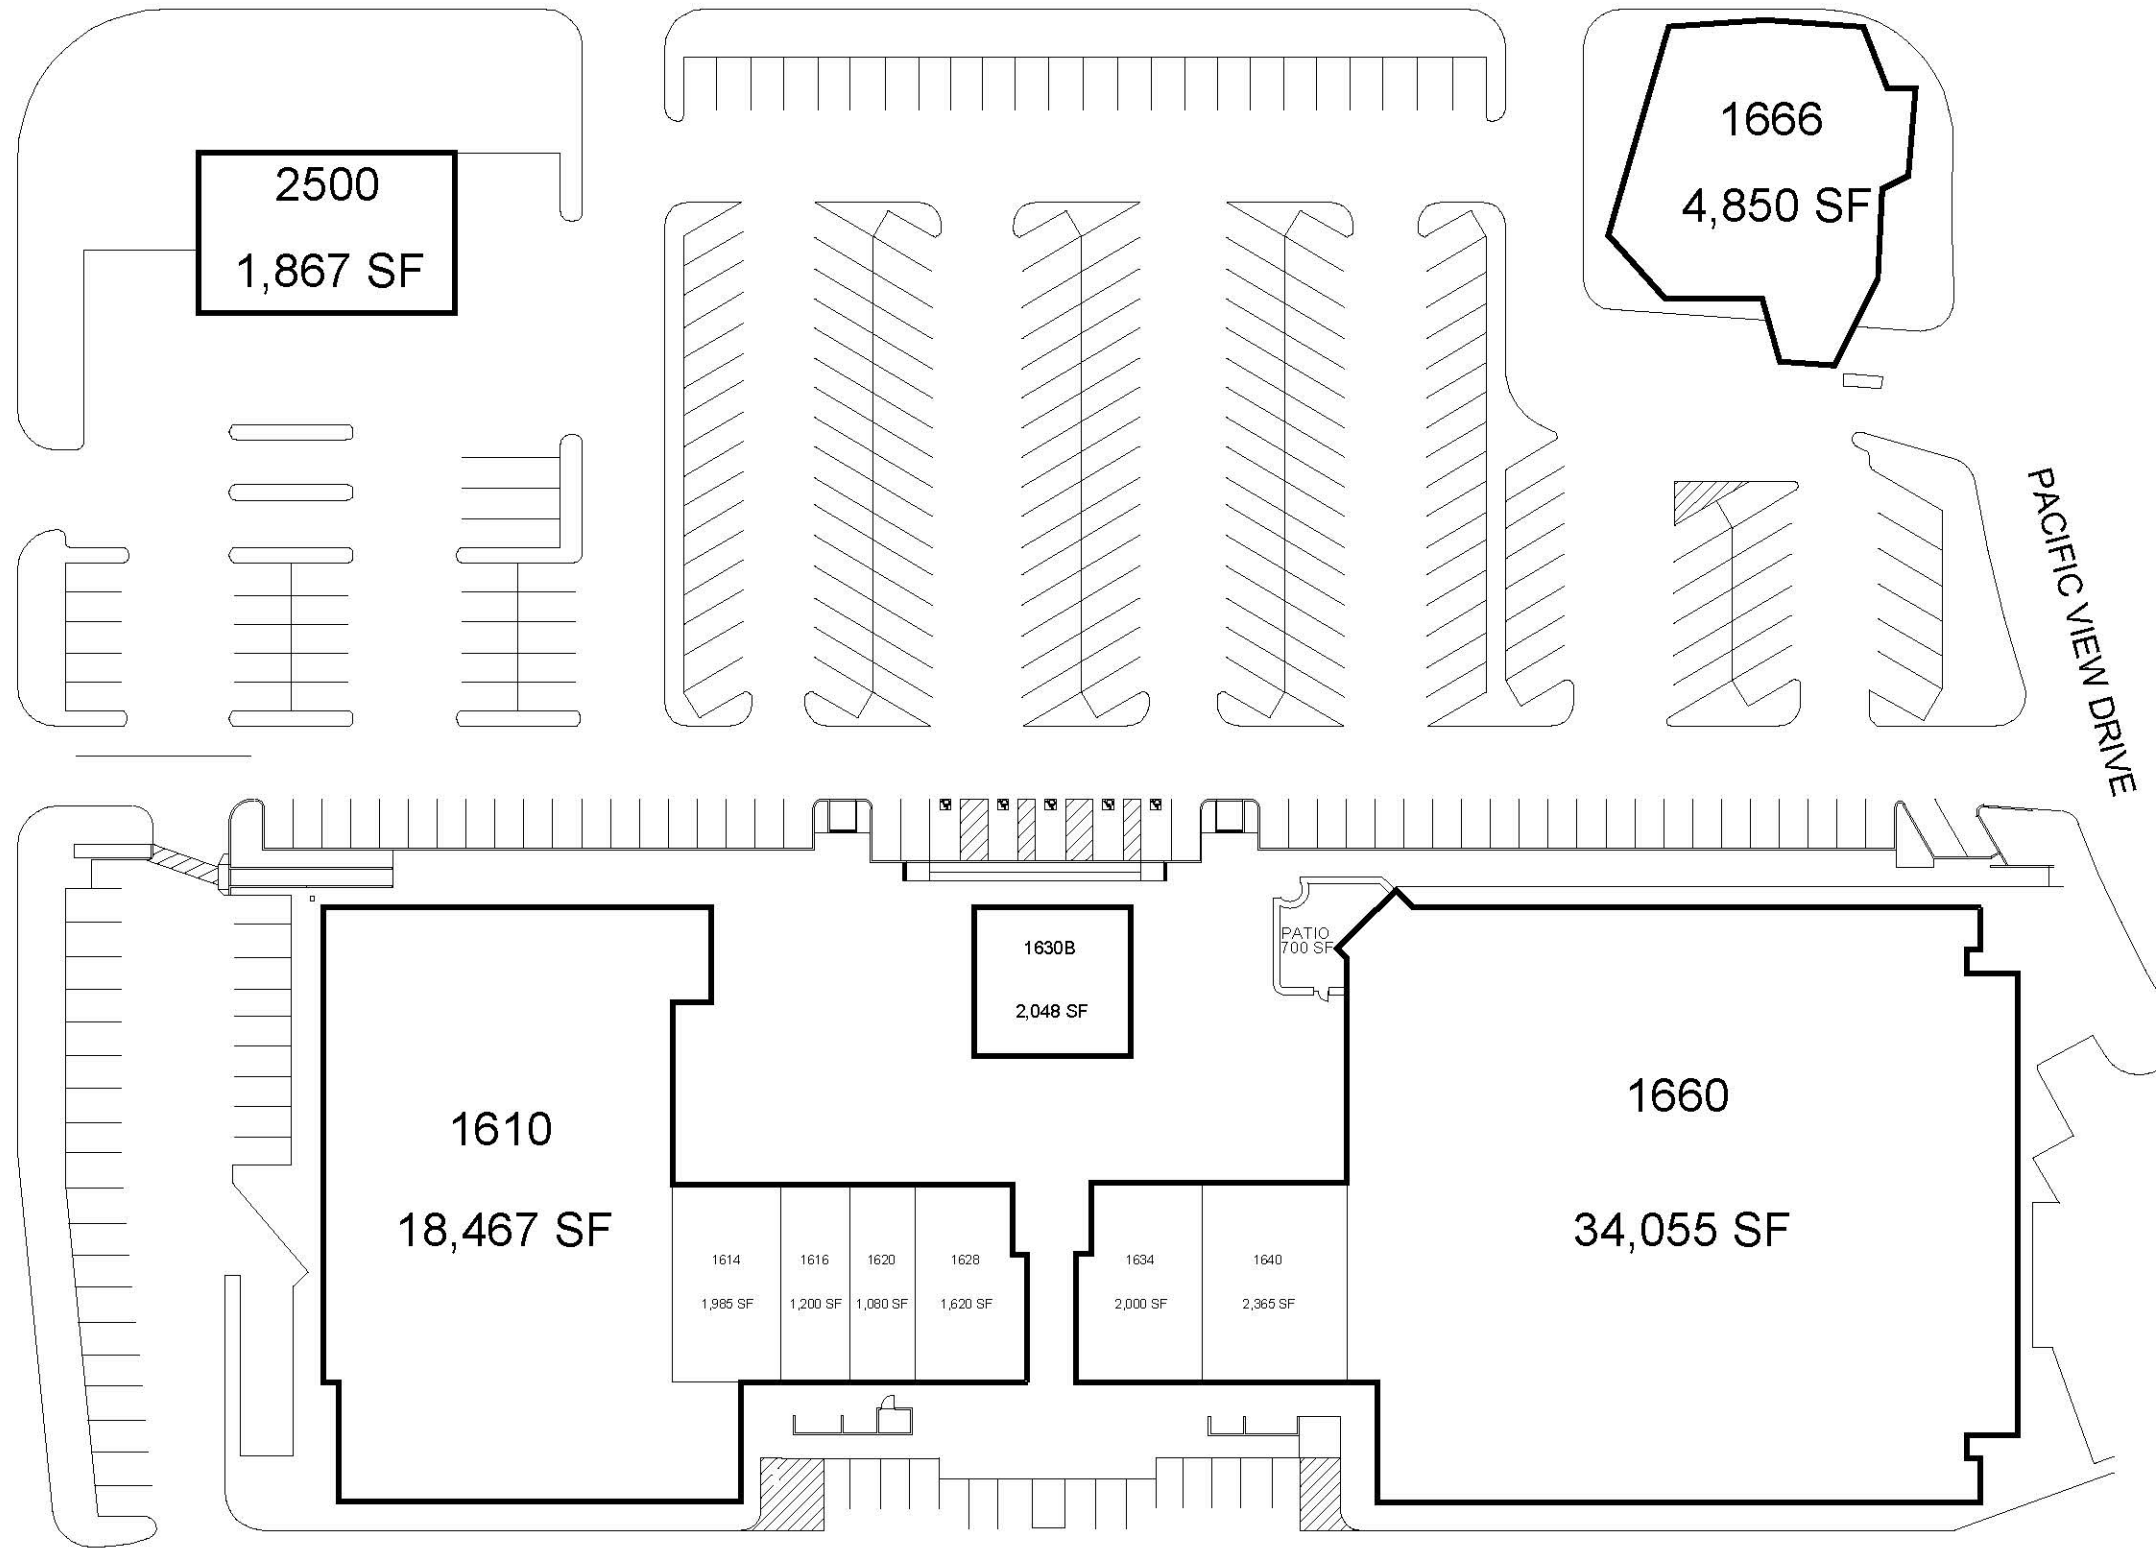 2500
1,867 SF
1666
4,850 SF
PACIFIC VIEW DRIVE
1630B
2,048 SF
PATIO
700 SF
1610
18,467 SF
1660
34,055 SF
1614
1,985 SF
1616
1,200 SF
1620
1,080 SF
1628
1,620 SF
1634
2,000 SF
1640
2,365 SF